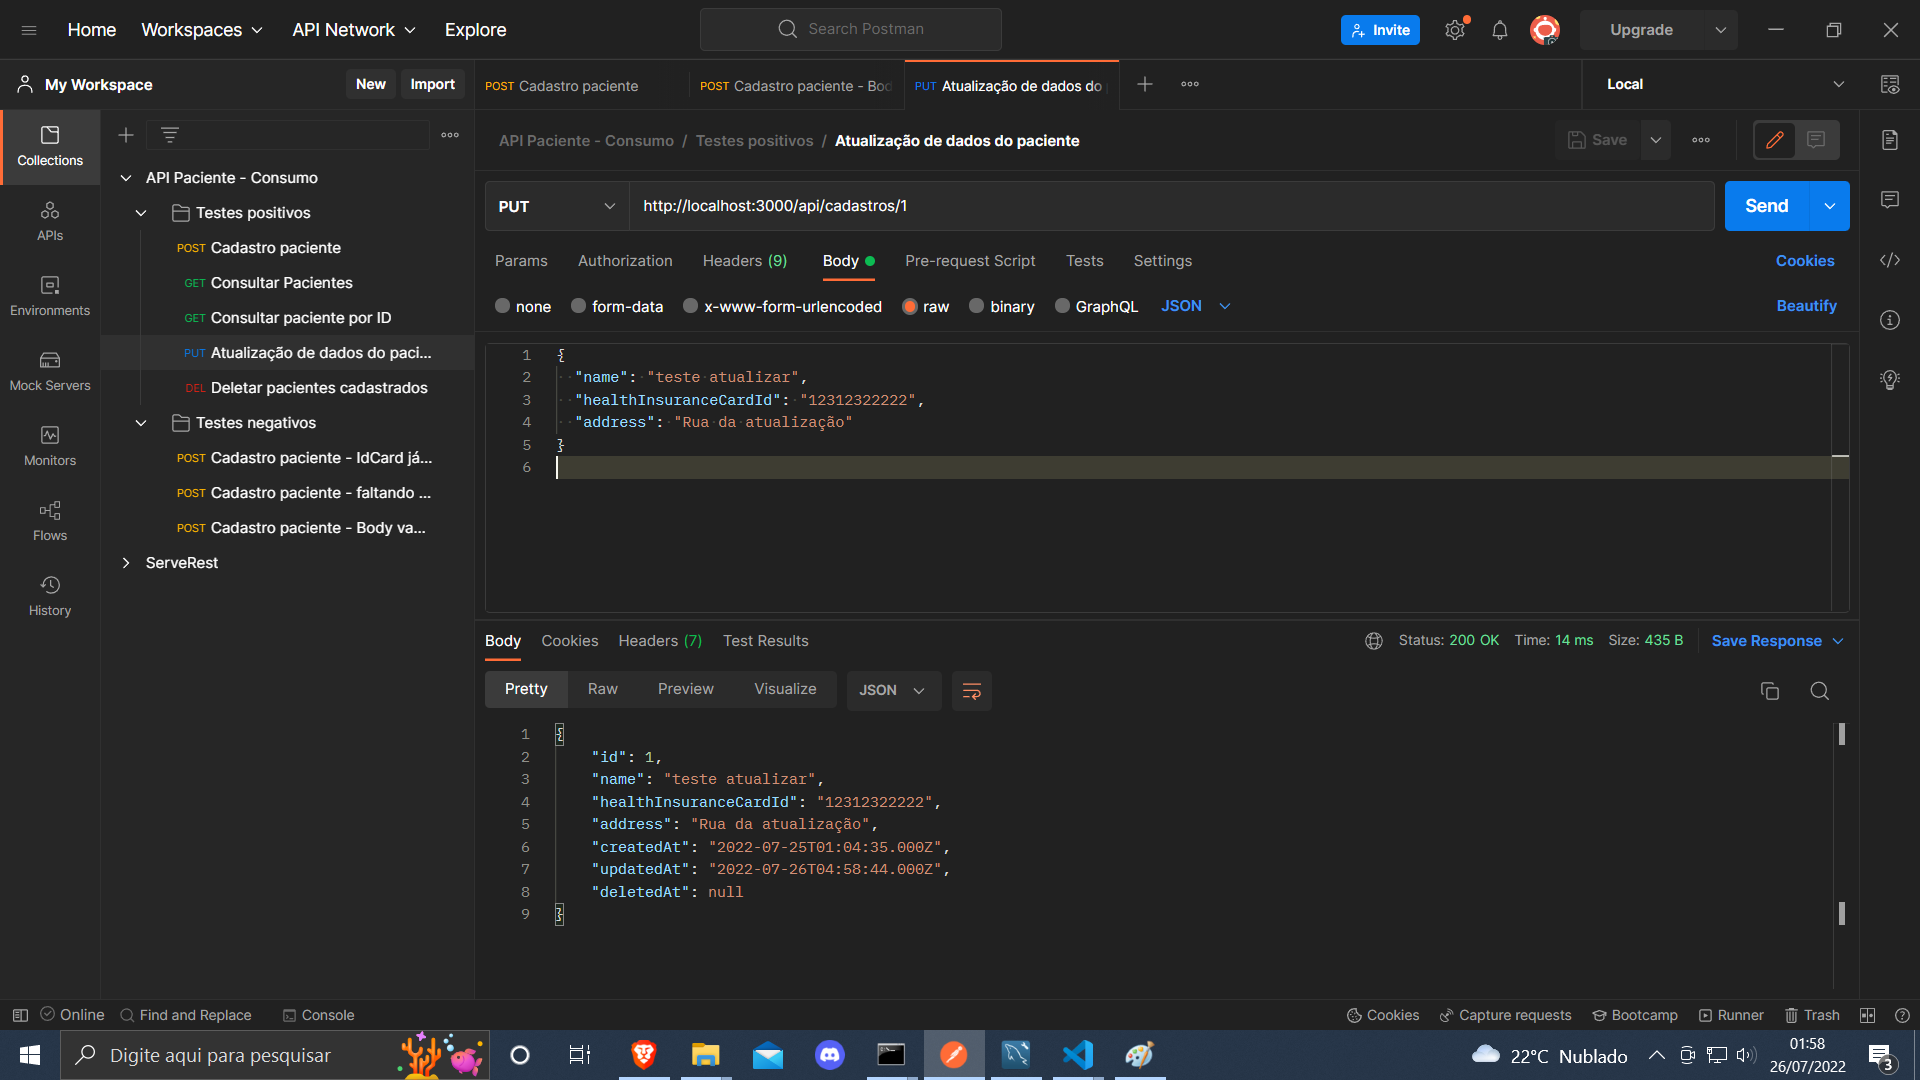 Home Workspaces API Network Explore Search Postman Invite Upgrade
My Workspace New Import
POST Cadastro paciente POST Cadastro paciente - Bod PUT Atualização de dados do Local
API Paciente - Consumo / Testes positivos / Atualização de dados do paciente Save
Collections
APIs
Environments
Mock Servers
Monitors
Flows
History
API Paciente - Consumo
Testes positivos
POST Cadastro paciente
GET Consultar Pacientes
GET Consultar paciente por ID
PUT Atualização de dados do paci...
DEL Deletar pacientes cadastrados
Testes negativos
POST Cadastro paciente - IdCard já...
POST Cadastro paciente - faltando ...
POST Cadastro paciente - Body va...
ServeRest
PUT http://localhost:3000/api/cadastros/1 Send
Params Authorization Headers (9) Body Pre-request Script Tests Settings Cookies
none form-data x-www-form-urlencoded raw binary GraphQL JSON Beautify
1 {
2 "name": "teste atualizar",
3 "healthInsuranceCardId": "12312322222",
4 "address": "Rua da atualização"
5 }
6
Body Cookies Headers (7) Test Results Status: 200 OK Time: 14 ms Size: 435 B Save Response
Pretty Raw Preview Visualize JSON
1 {
2 "id": 1,
3 "name": "teste atualizar",
4 "healthInsuranceCardId": "12312322222",
5 "address": "Rua da atualização",
6 "createdAt": "2022-07-25T01:04:35.000Z",
7 "updatedAt": "2022-07-26T04:58:44.000Z",
8 "deletedAt": null
9 }
Online Find and Replace Console Cookies Capture requests Bootcamp Runner Trash
Digite aqui para pesquisar 22°C Nublado 01:58
26/07/2022 3